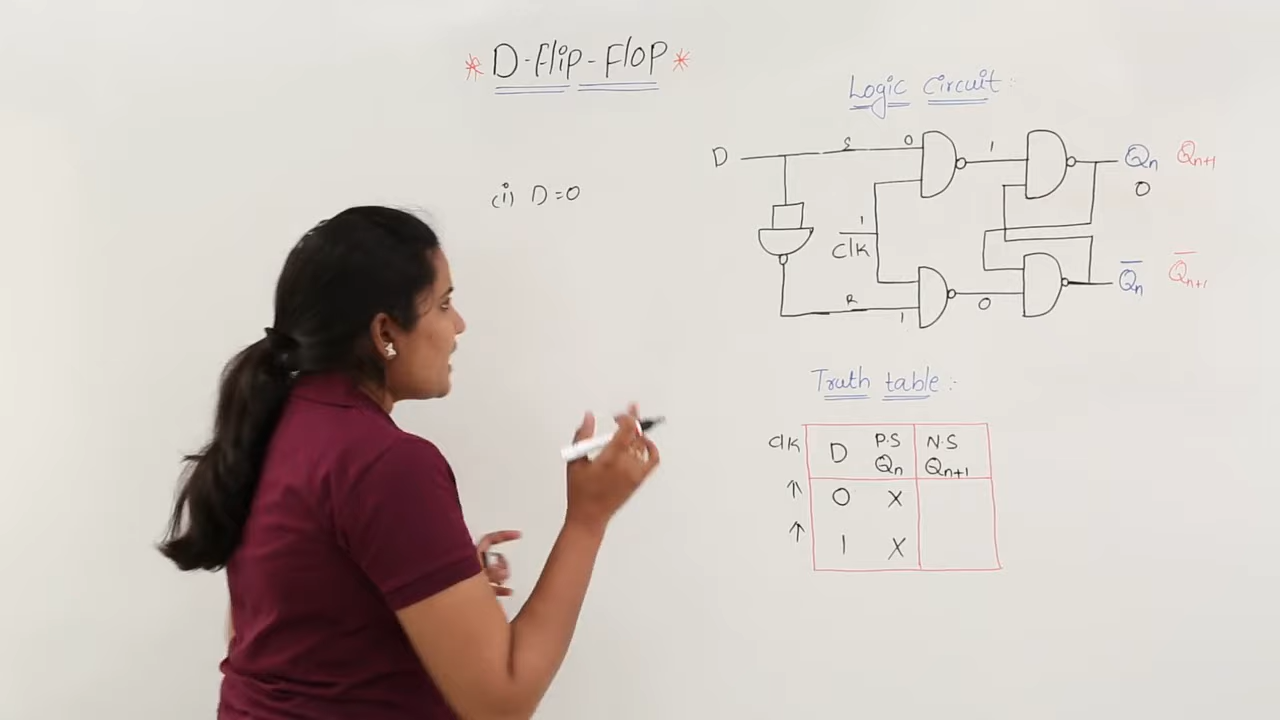 * D-flip-Flop *
Logic Circuit :-
D
S
0
1
Qn
Qn+1
0
(i) D=0
1
Clk
Q̅n
Q̅n+1
R
1
0
Truth table :-
Clk D P.S Qn N.S Qn+1
↑ 0 X
↑ 1 X